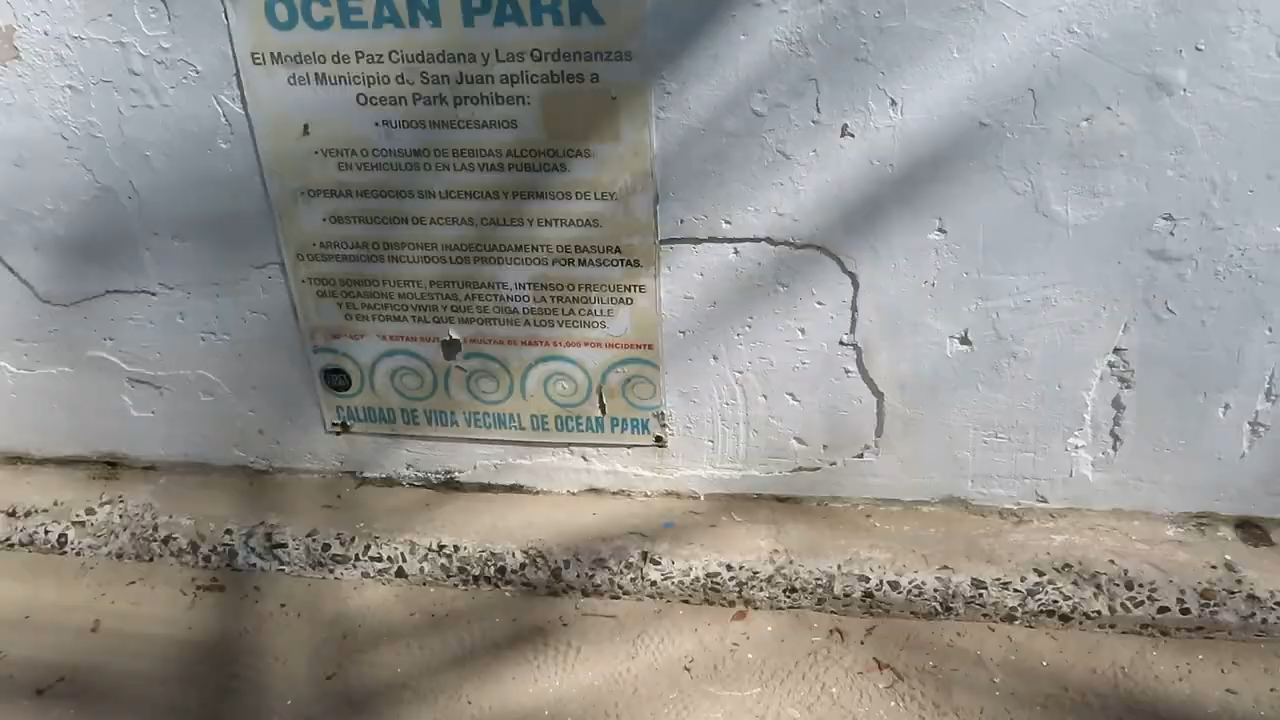 OCEAN PARK
El Modelo de Paz Ciudadana y Las Ordenanzas
del Municipio de San Juan aplicables a
Ocean Park prohiben:
• RUIDOS INNECESARIOS
• VENTA O CONSUMO DE BEBIDAS ALCOHOLICAS
EN VEHICULOS O EN LAS VIAS PUBLICAS.
• OPERAR NEGOCIOS SIN LICENCIAS Y PERMISOS DE LEY.
• OBSTRUCCION DE ACERAS, CALLES Y ENTRADAS.
• ARROJAR O DISPONER INADECUADAMENTE DE BASURA
O DESPERDICIOS INCLUIDOS LOS PRODUCIDOS POR MASCOTAS.
• TODO SONIDO FUERTE, PERTURBANTE, INTENSO O FRECUENTE
QUE OCASIONE MOLESTIAS, AFECTANDO LA TRANQUILIDAD
Y EL PACIFICO VIVIR Y QUE SE OIGA DESDE LA CALLE
O EN FORMA TAL QUE IMPORTUNE A LOS VECINOS.
ESTAN MULTAS DE HASTA $1,000 POR INCIDENTE
CALIDAD DE VIDA VECINAL DE OCEAN PARK